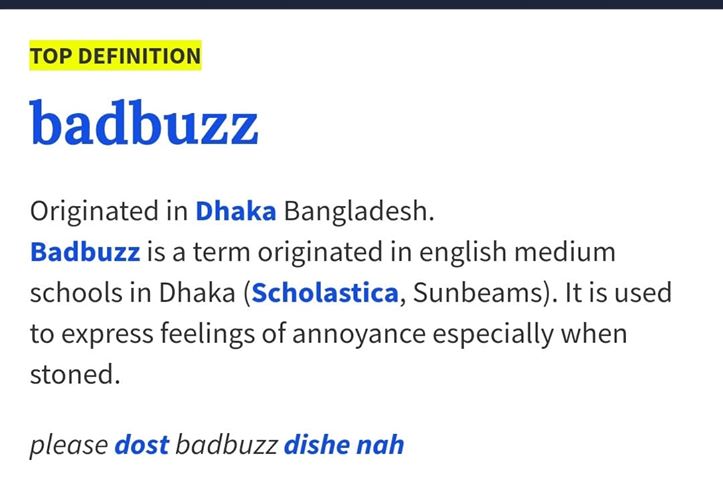 TOP DEFINITION
badbuzz
Originated in Dhaka Bangladesh.
Badbuzz is a term originated in english medium
schools in Dhaka (Scholastica, Sunbeams). It is used
to express feelings of annoyance especially when
stoned.
please dost badbuzz dishe nah